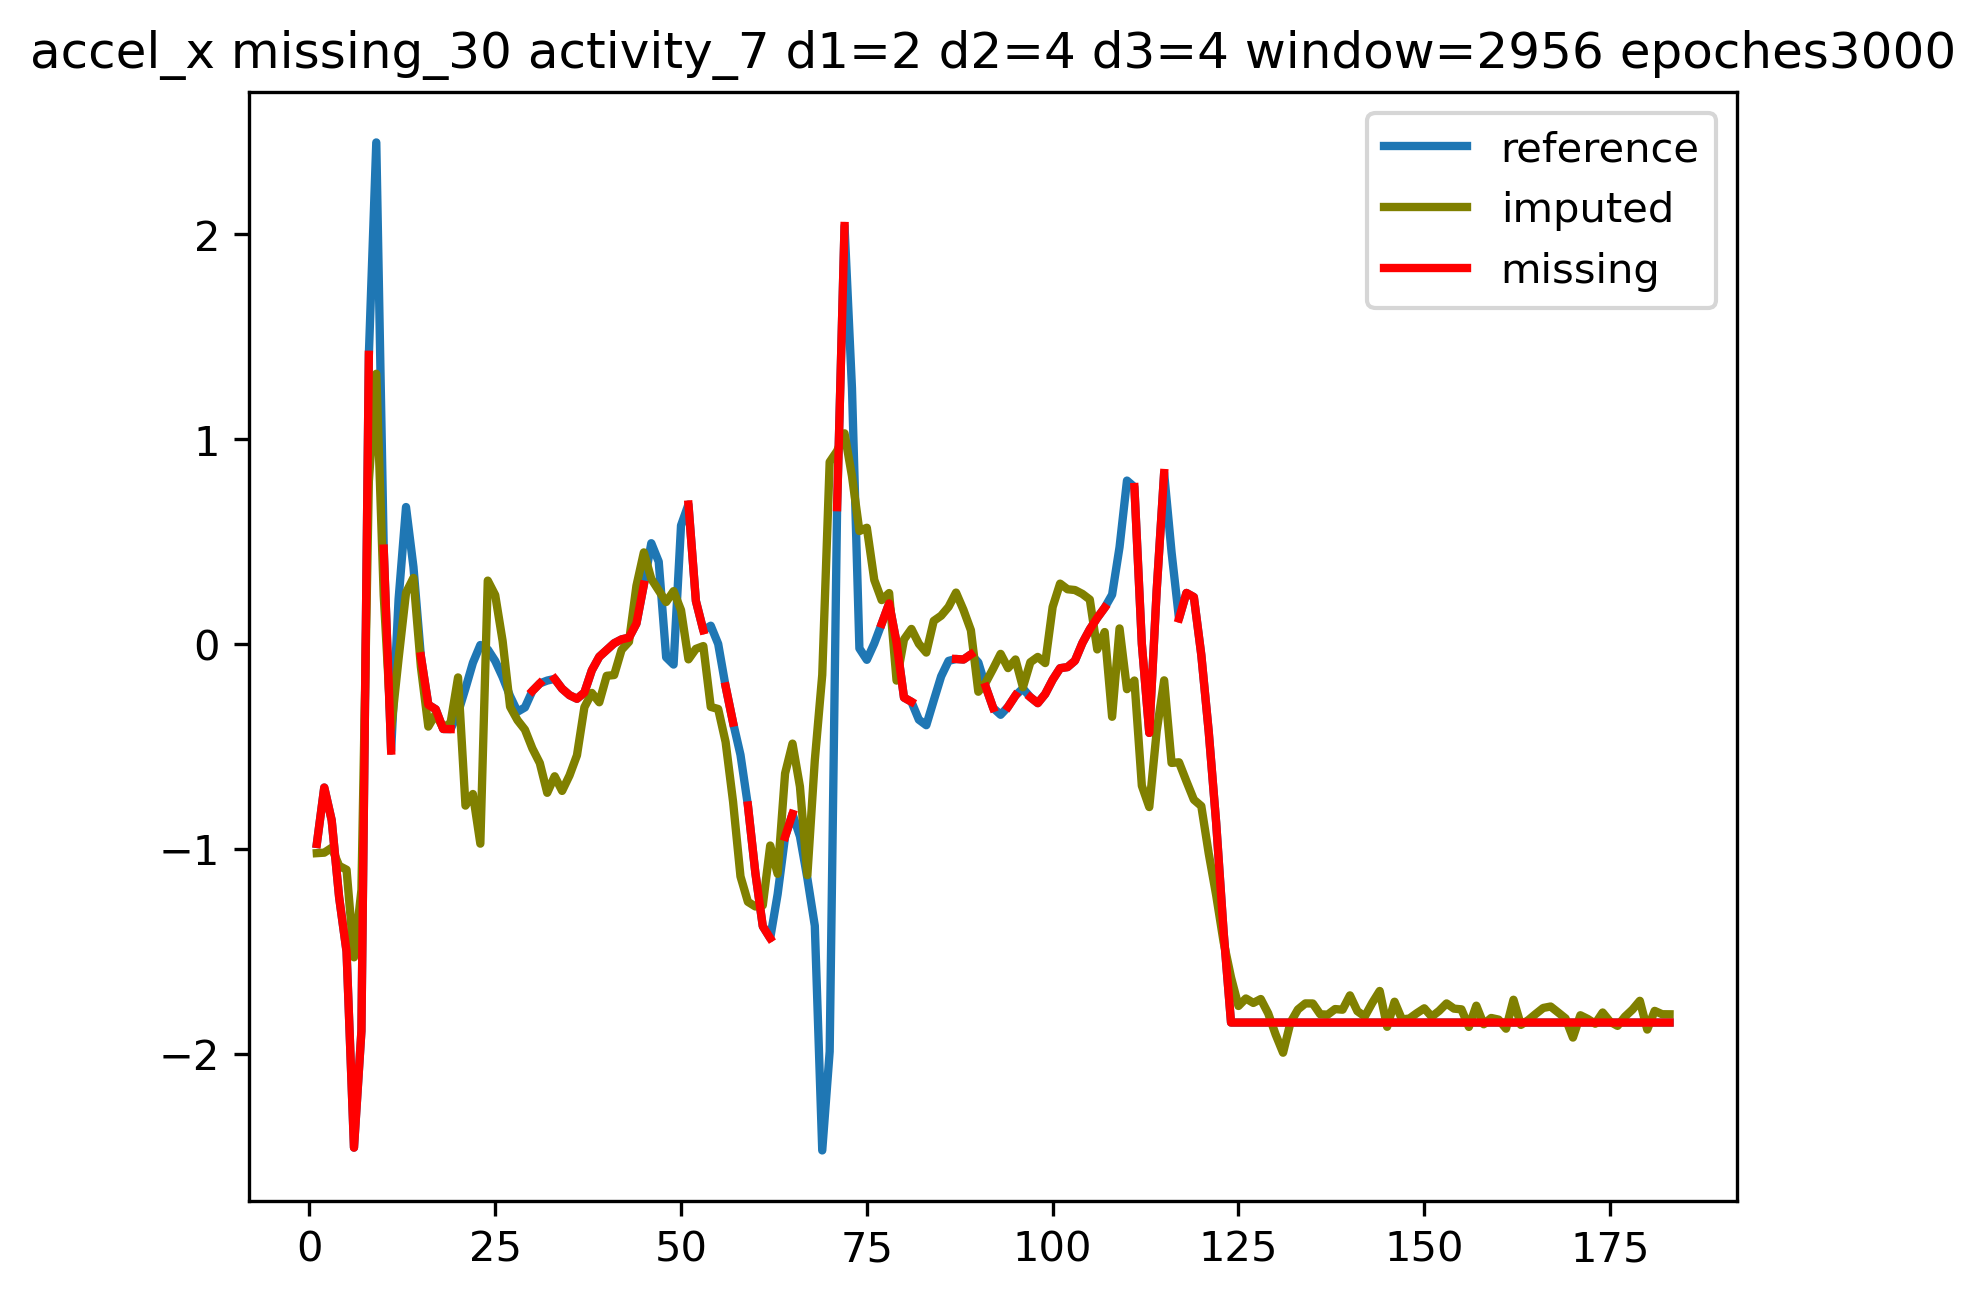 accel_x missing_30 activity_7 d1=2 d2=4 d3=4 window=2956 epoches3000
reference
imputed
missing
2
1
0
−1
−2
0 25 50 75 100 125 150 175